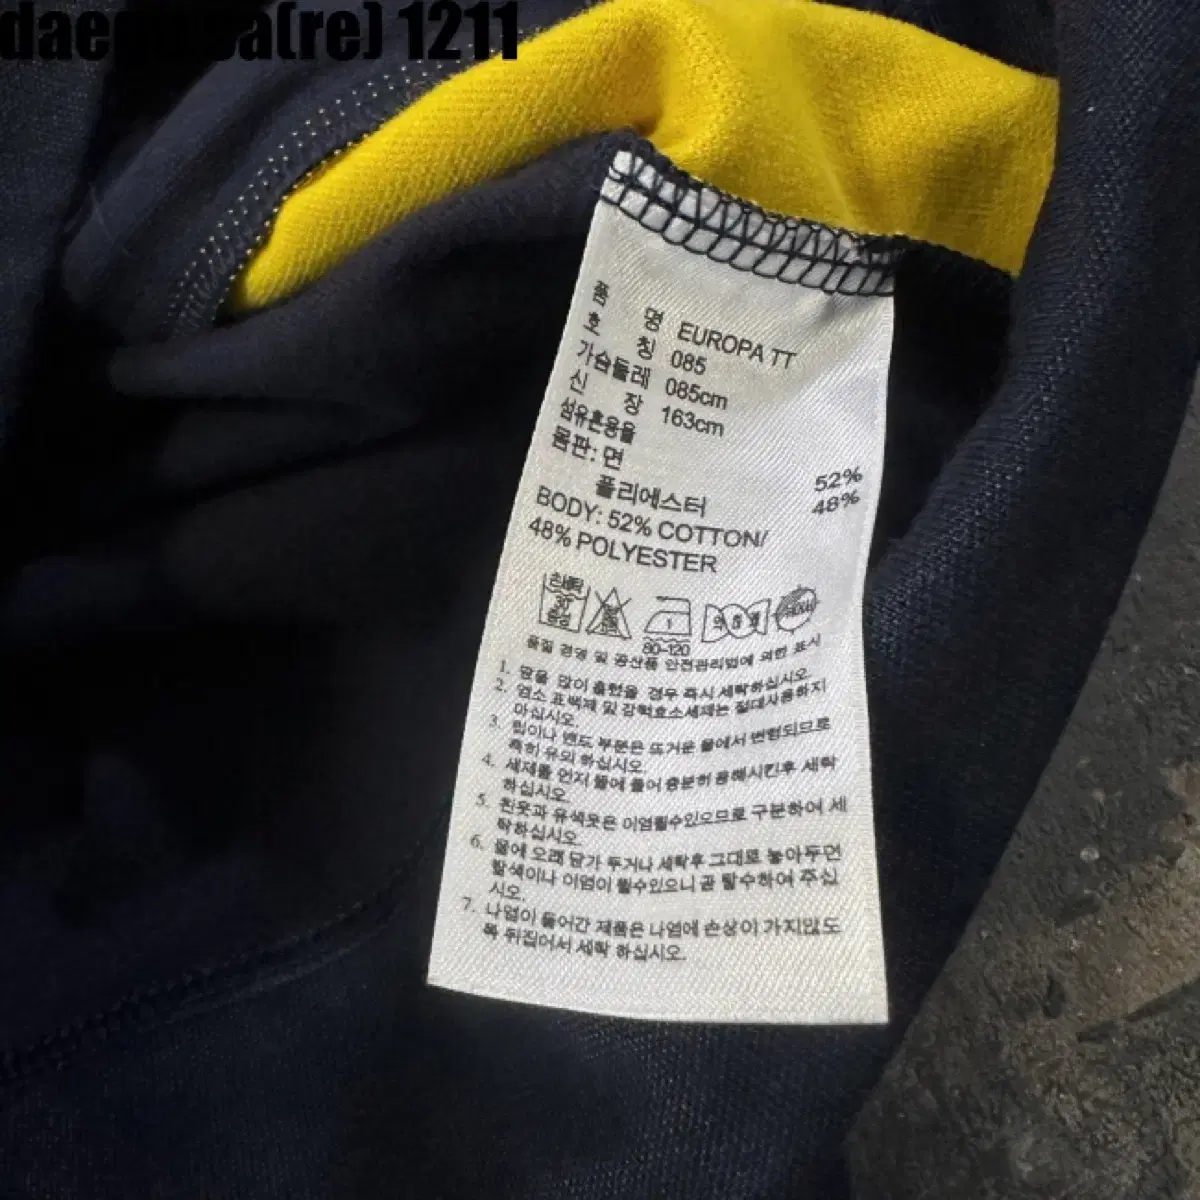 daegusa(re) 1211
품 명 EUROPA TT
호 칭 085
가슴둘레 085cm
신 장 163cm
섬유혼용율
몸판: 면 52%
폴리에스터 48%
BODY: 52% COTTON/
48% POLYESTER
80-120
품질 경영 및 공산품 안전관리법에 의한 표시
1. 땀을 많이 흘렸을 경우 즉시 세탁하십시오.
2. 염소 표백제 및 강력효소세제는 절대사용하지
마십시오.
3. 립이나 밴드 부분은 뜨거운 물에서 변형되므로
특히 유의 하십시오.
4. 세제를 먼저 물에 풀어 충분히 용해시킨후 세탁
하십시오.
5. 흰옷과 유색옷은 이염될수있으므로 구분하여 세
탁하십시오.
6. 물에 오래 담가 두거나 세탁후 그대로 놓아두면
탈색이나 이염이 될수있으니 곧 탈수하여 주십
시오.
7. 나염이 들어간 제품은 나염에 손상이 가지않도
록 뒤집어서 세탁 하십시오.